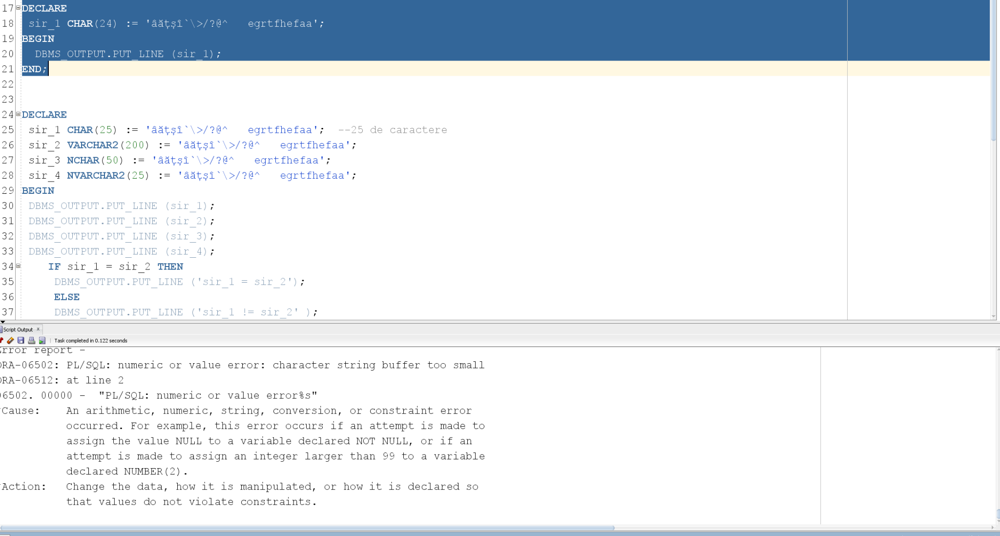 17 DECLARE
18 sir_1 CHAR(24) := 'âățșî`\>/?@^   egrtfhefaa';
19 BEGIN
20   DBMS_OUTPUT.PUT_LINE (sir_1);
21 END;
22
23
24 DECLARE
25 sir_1 CHAR(25) := 'âățșî`\>/?@^   egrtfhefaa';  --25 de caractere
26 sir_2 VARCHAR2(200) := 'âățșî`\>/?@^   egrtfhefaa';
27 sir_3 NCHAR(50) := 'âățșî`\>/?@^   egrtfhefaa';
28 sir_4 NVARCHAR2(25) := 'âățșî`\>/?@^   egrtfhefaa';
29 BEGIN
30 DBMS_OUTPUT.PUT_LINE (sir_1);
31 DBMS_OUTPUT.PUT_LINE (sir_2);
32 DBMS_OUTPUT.PUT_LINE (sir_3);
33 DBMS_OUTPUT.PUT_LINE (sir_4);
34    IF sir_1 = sir_2 THEN
35     DBMS_OUTPUT.PUT_LINE ('sir_1 = sir_2');
36     ELSE
37     DBMS_OUTPUT.PUT_LINE ('sir_1 != sir_2' );
Script Output x
Task completed in 0.122 seconds
Error report -
ORA-06502: PL/SQL: numeric or value error: character string buffer too small
ORA-06512: at line 2
06502. 00000 -  "PL/SQL: numeric or value error%s"
*Cause:    An arithmetic, numeric, string, conversion, or constraint error
occurred. For example, this error occurs if an attempt is made to
assign the value NULL to a variable declared NOT NULL, or if an
attempt is made to assign an integer larger than 99 to a variable
declared NUMBER(2).
*Action:   Change the data, how it is manipulated, or how it is declared so
that values do not violate constraints.